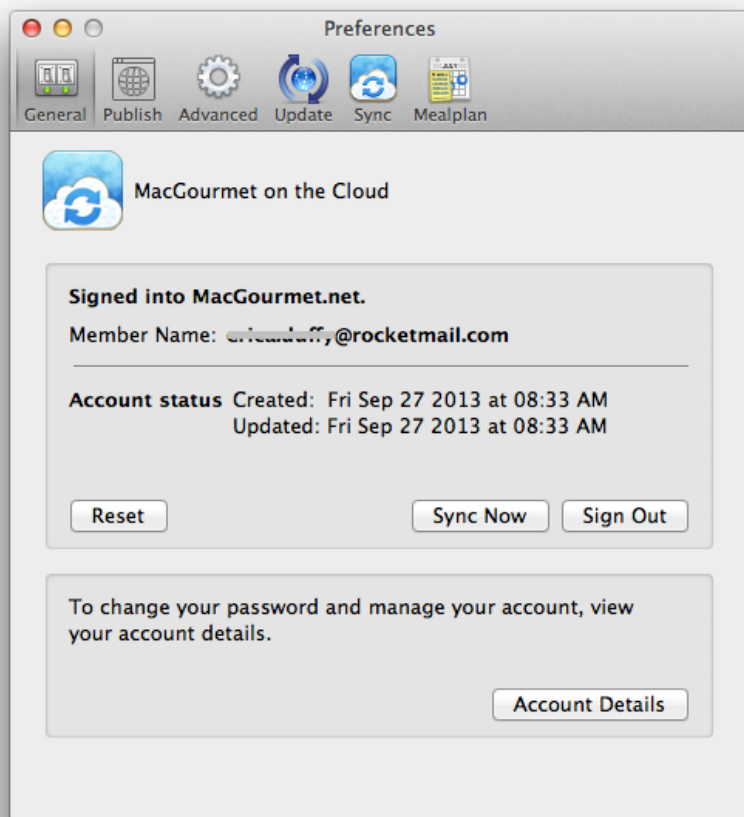 Preferences
General Publish Advanced Update Sync Mealplan
MacGourmet on the Cloud
Signed into MacGourmet.net.
Member Name: @rocketmail.com
Account status Created: Fri Sep 27 2013 at 08:33 AM
Updated: Fri Sep 27 2013 at 08:33 AM
Reset Sync Now Sign Out
To change your password and manage your account, view
your account details.
Account Details